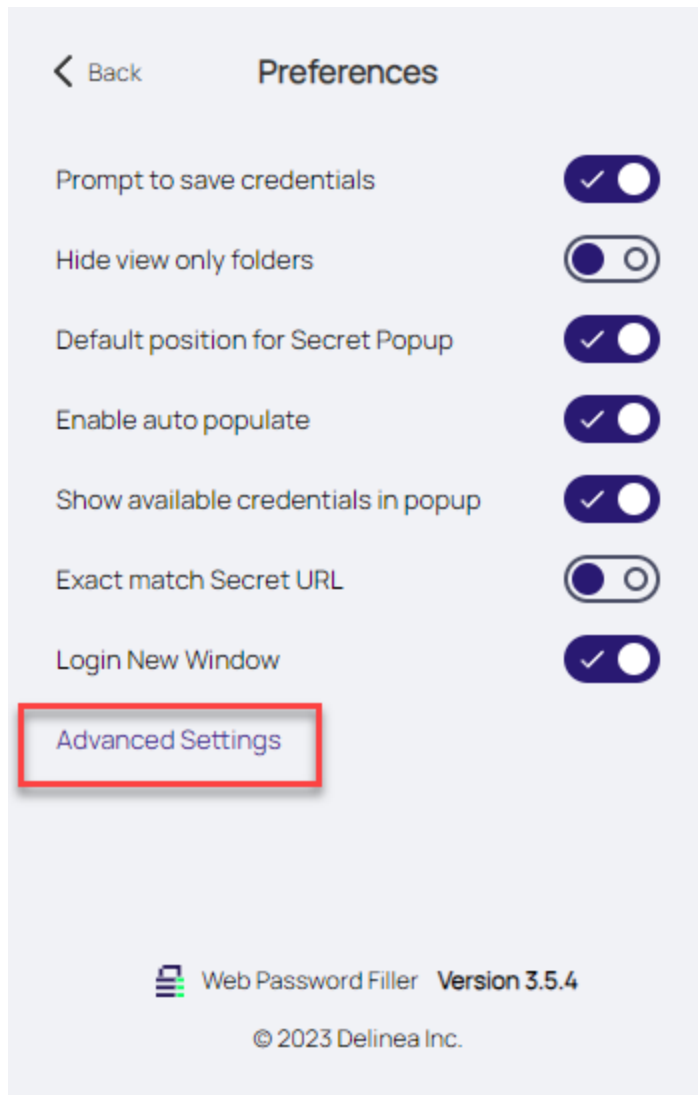 Back Preferences
Prompt to save credentials
Hide view only folders
Default position for Secret Popup
Enable auto populate
Show available credentials in popup
Exact match Secret URL
Login New Window
Advanced Settings
Web Password Filler Version 3.5.4
© 2023 Delinea Inc.